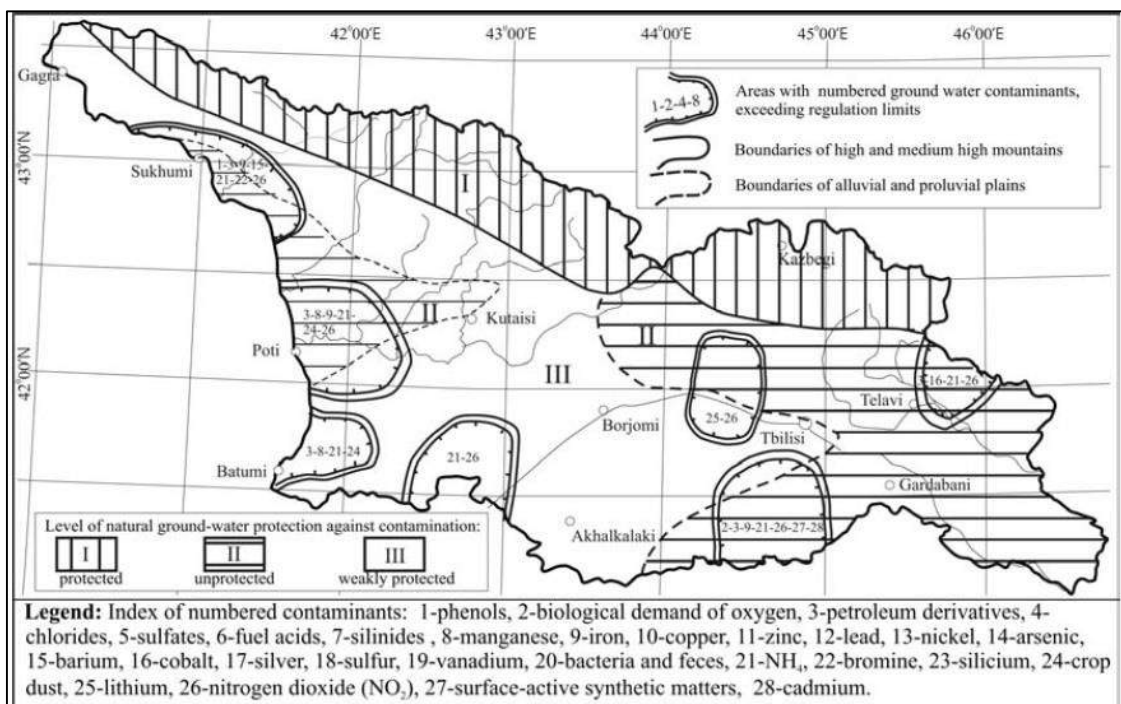 42°00'E 43°00'E 44°00'E 45°00'E 46°00'E
Gagra
1-2-4-8
Areas with numbered ground water contaminants,
exceeding regulation limits
Boundaries of high and medium high mountains
Boundaries of alluvial and proluvial plains
43°00'N
Sukhumi
1-3-9-15-
21-22-26
I
Kazbegi
3-8-9-21-
24-26
II
Kutaisi
II
Poti
42°00'N
III
3-16-21-26
Telavi
Borjomi
25-26
Tbilisi
3-8-21-24
21-26
Batumi
Gardabani
Akhalkalaki
2-3-9-21-26-27-28
Level of natural ground-water protection against contamination:
I II III
protected unprotected weakly protected
Legend: Index of numbered contaminants: 1-phenols, 2-biological demand of oxygen, 3-petroleum derivatives, 4-
chlorides, 5-sulfates, 6-fuel acids, 7-silinides , 8-manganese, 9-iron, 10-copper, 11-zinc, 12-lead, 13-nickel, 14-arsenic,
15-barium, 16-cobalt, 17-silver, 18-sulfur, 19-vanadium, 20-bacteria and feces, 21-NH₄, 22-bromine, 23-silicium, 24-crop
dust, 25-lithium, 26-nitrogen dioxide (NO₂), 27-surface-active synthetic matters, 28-cadmium.